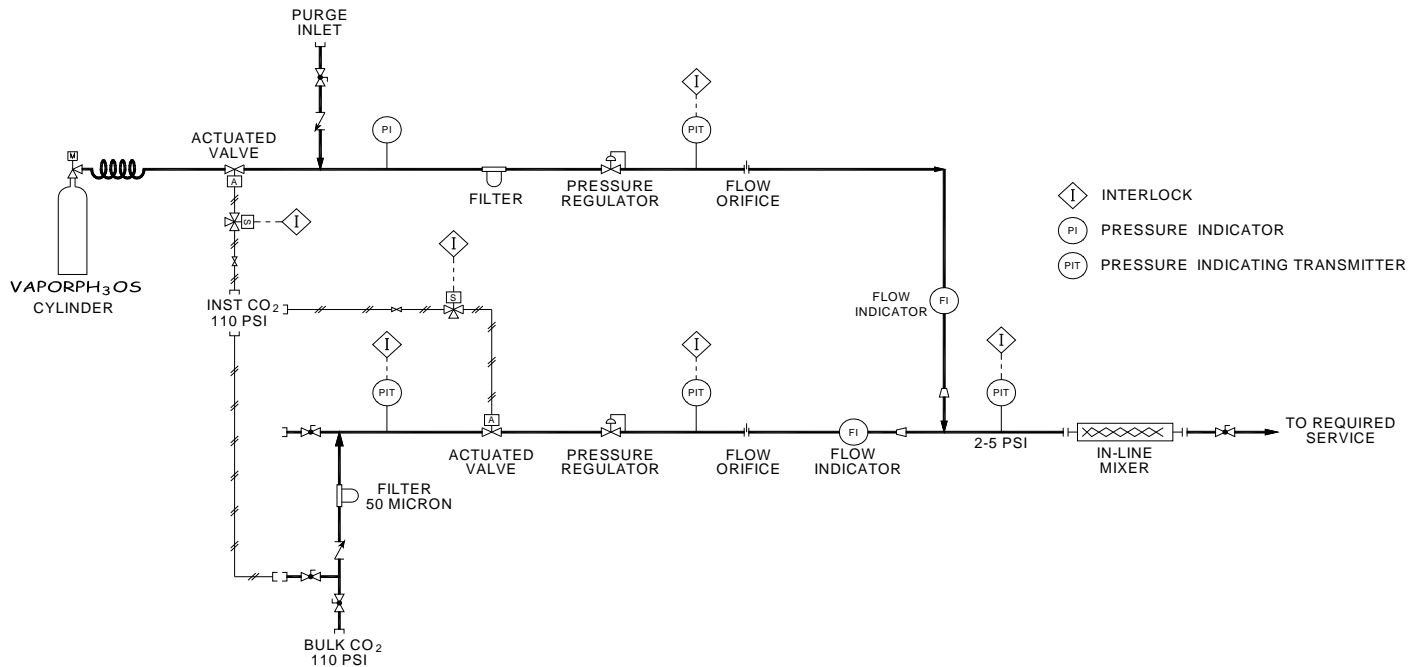 PURGE
INLET
I
ACTUATED
VALVE
PI
PIT
M
A
FILTER
PRESSURE
REGULATOR
FLOW
ORIFICE
I INTERLOCK
S
I
PI PRESSURE INDICATOR
I
PIT PRESSURE INDICATING TRANSMITTER
VAPORPH₃OS
CYLINDER
INST CO₂
110 PSI
S
FLOW
INDICATOR
FI
I
I
I
PIT
PIT
PIT
A
ACTUATED
VALVE
PRESSURE
REGULATOR
FLOW
ORIFICE
FI
FLOW
INDICATOR
2-5 PSI
IN-LINE
MIXER
TO REQUIRED
SERVICE
FILTER
50 MICRON
BULK CO₂
110 PSI